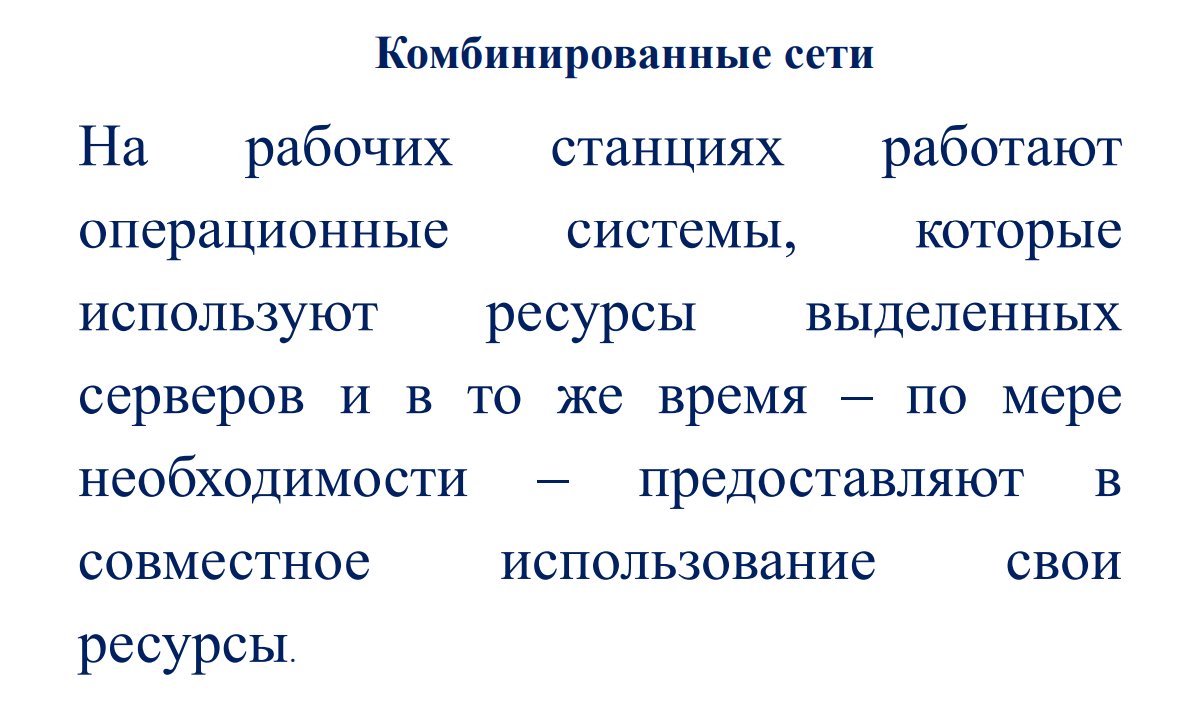 Комбинированные сети
На рабочих станциях работают
операционные системы, которые
используют ресурсы выделенных
серверов и в то же время – по мере
необходимости – предоставляют в
совместное использование свои
ресурсы.